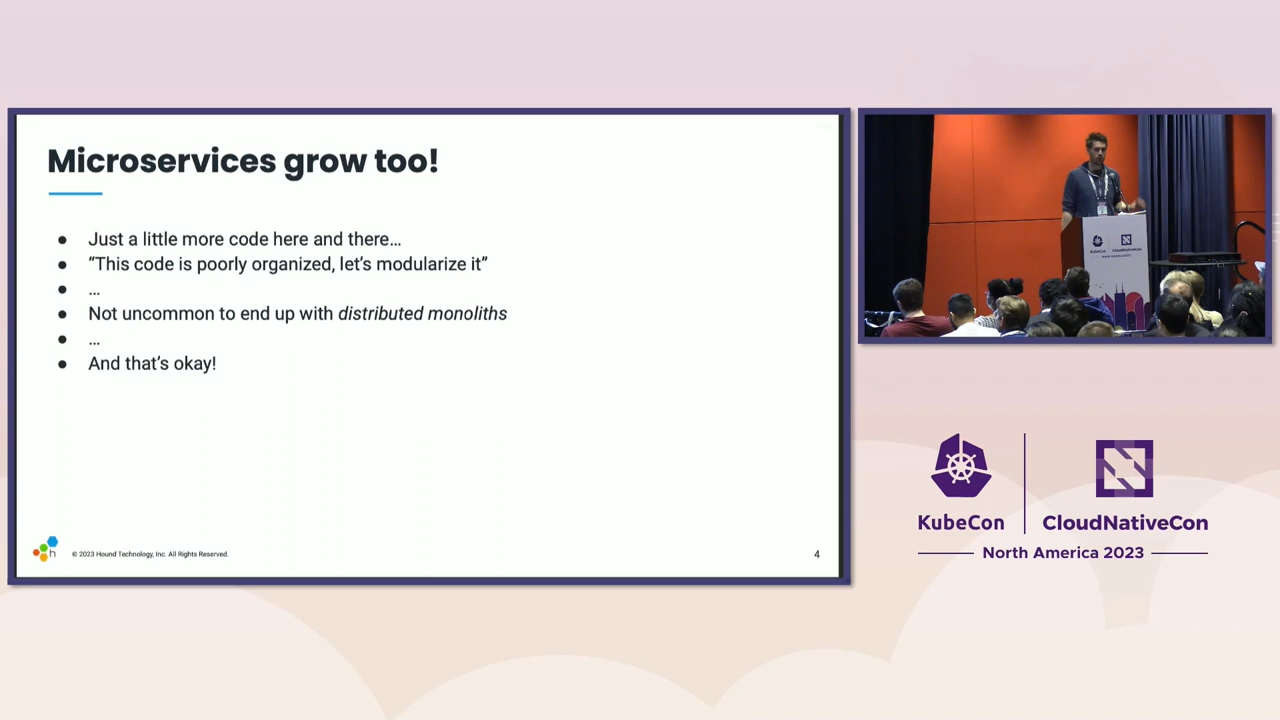 Microservices grow too!
● Just a little more code here and there…
● “This code is poorly organized, let’s modularize it”
● …
● Not uncommon to end up with distributed monoliths
● …
● And that’s okay!
h
© 2023 Hound Technology, Inc. All Rights Reserved.
4
KubeCon
CloudNativeCon
North America 2023